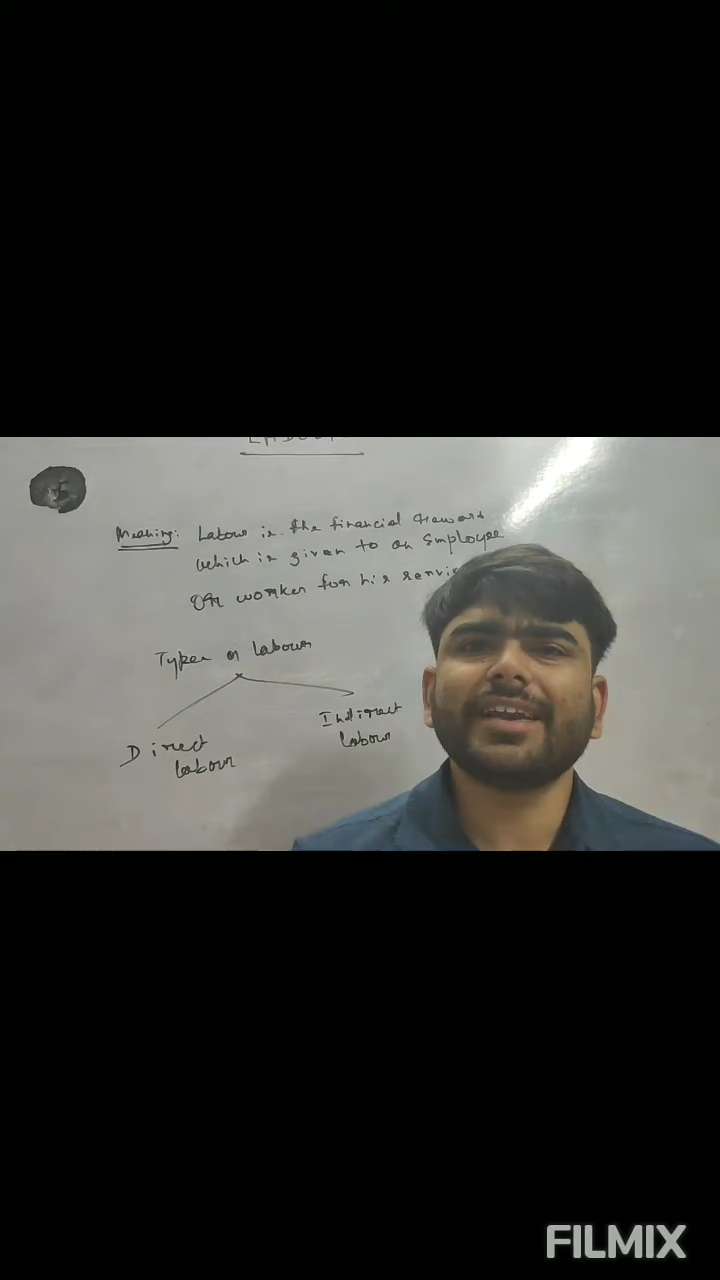 LABOUR
Meaning: Labour is the financial reward
which is given to an Employee
OR worker for his servi
Types of labour
Direct
labour
Indirect
labour
FILMIX